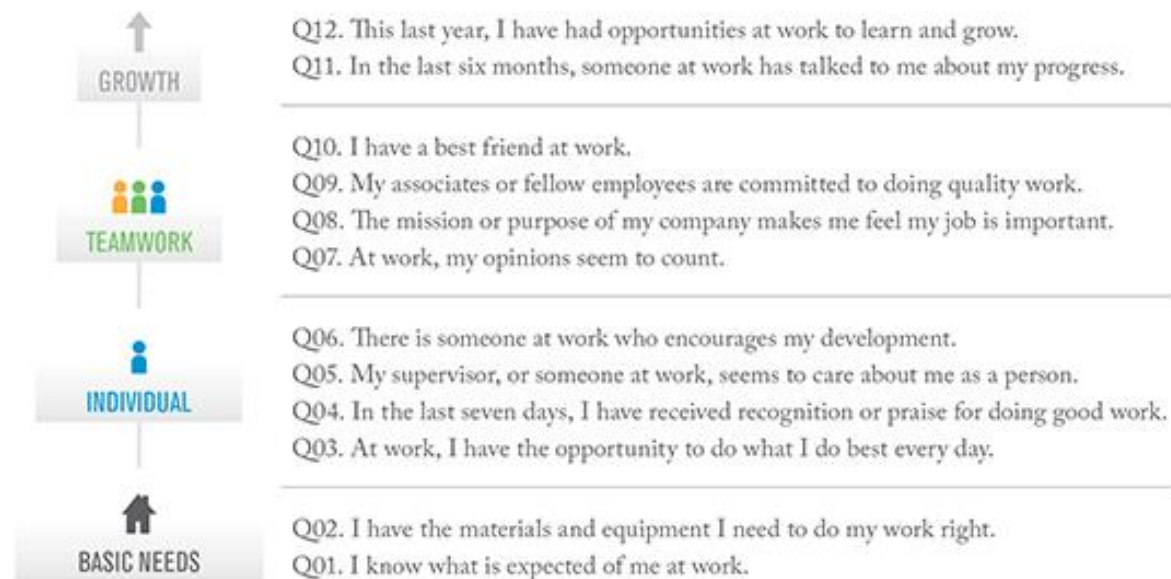 GROWTH
Q12. This last year, I have had opportunities at work to learn and grow.
Q11. In the last six months, someone at work has talked to me about my progress.
TEAMWORK
Q10. I have a best friend at work.
Q09. My associates or fellow employees are committed to doing quality work.
Q08. The mission or purpose of my company makes me feel my job is important.
Q07. At work, my opinions seem to count.
INDIVIDUAL
Q06. There is someone at work who encourages my development.
Q05. My supervisor, or someone at work, seems to care about me as a person.
Q04. In the last seven days, I have received recognition or praise for doing good work.
Q03. At work, I have the opportunity to do what I do best every day.
BASIC NEEDS
Q02. I have the materials and equipment I need to do my work right.
Q01. I know what is expected of me at work.